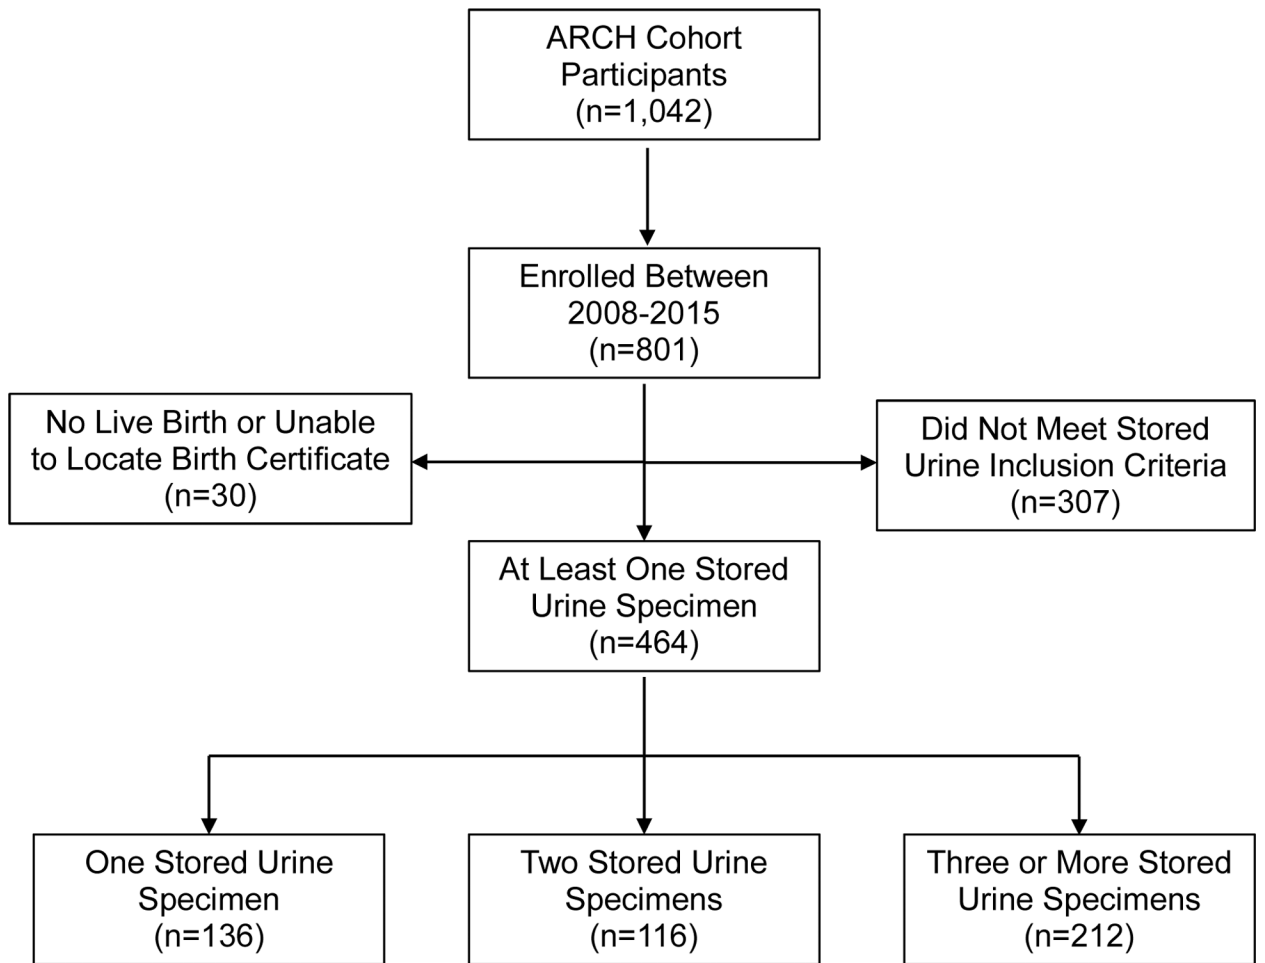 ARCH Cohort
Participants
(n=1,042)
Enrolled Between
2008-2015
(n=801)
No Live Birth or Unable
to Locate Birth Certificate
(n=30)
Did Not Meet Stored
Urine Inclusion Criteria
(n=307)
At Least One Stored
Urine Specimen
(n=464)
One Stored Urine
Specimen
(n=136)
Two Stored Urine
Specimens
(n=116)
Three or More Stored
Urine Specimens
(n=212)